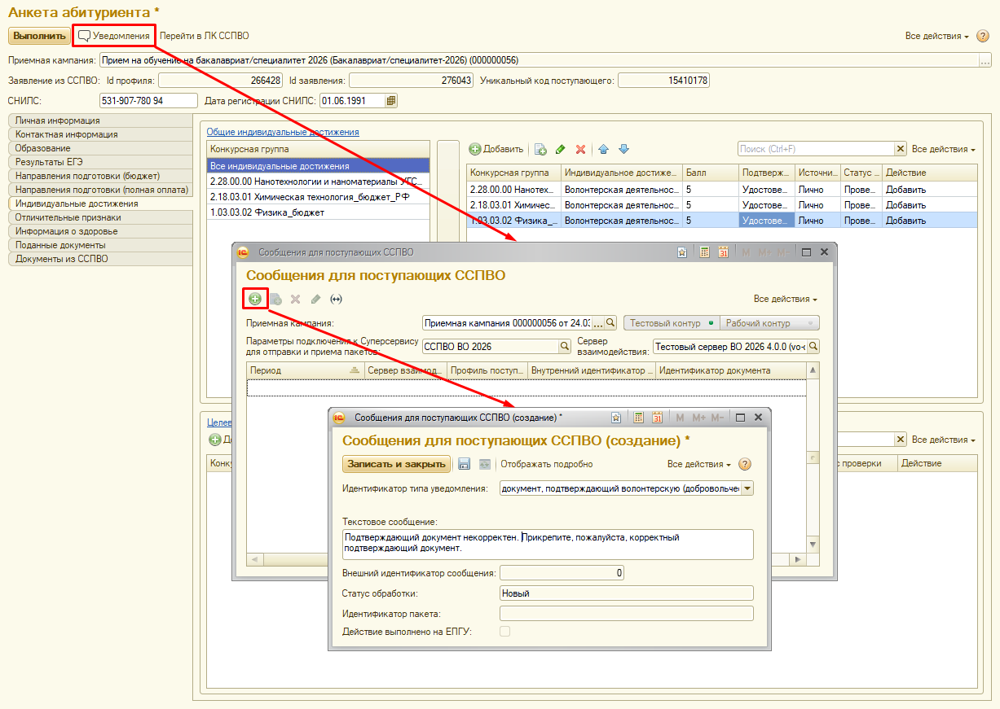 Анкета абитуриента *
Выполнить Уведомления Перейти в ЛК ССПВО Все действия
Приемная кампания: Прием на обучение на бакалавриат/специалитет 2026 (Бакалавриат/специалитет-2026) (000000056)
Заявление из ССПВО: Id профиля: 266428 Id заявления: 276043 Уникальный код поступающего: 15410178
СНИЛС: 531-907-780 94 Дата регистрации СНИЛС: 01.06.1991
Личная информация
Контактная информация
Образование
Результаты ЕГЭ
Направления подготовки (бюджет)
Направления подготовки (полная оплата)
Индивидуальные достижения
Отличительные признаки
Информация о здоровье
Поданные документы
Документы из ССПВО
Общие индивидуальные достижения
Конкурсная группа
Все индивидуальные достижения
2.28.00.00 Нанотехнологии и наноматериалы УГС...
2.18.03.01 Химическая технология_бюджет_РФ
1.03.03.02 Физика_бюджет
Добавить Поиск (Ctrl+F) Все действия
Конкурсная группа Индивидуальное достиже... Балл Подтверж... Источни... Статус ... Действие
2.28.00.00 Нанотех... Волонтерская деятельнос... 5 Удостове... Лично Прове... Добавить
2.18.03.01 Химичес... Волонтерская деятельнос... 5 Удостове... Лично Прове... Добавить
1.03.03.02 Физика_... Волонтерская деятельнос... 5 Удостове... Лично Прове... Добавить
Сообщения для поступающих ССПВО
31 M M+ M-
Сообщения для поступающих ССПВО
Все действия
Приемная кампания: Приемная кампания 000000056 от 24.03 ... Тестовый контур Рабочий контур
Параметры подключения к Суперсервису
для отправки и приема пакетов: ССПВО ВО 2026
Сервер
взаимодействия: Тестовый сервер ВО 2026 4.0.0 (vo-
Период Сервер взаимод... Профиль поступ... Внутренний идентификатор ... Идентификатор документа
Целев
Все действия
Конку
с проверки Действие
Сообщения для поступающих ССПВО (создание) *
31 M M+ M-
Сообщения для поступающих ССПВО (создание) *
Записать и закрыть Отображать подробно Все действия
Идентификатор типа уведомления: документ, подтверждающий волонтерскую (добровольчес
Текстовое сообщение:
Подтверждающий документ некорректен. Прикрепите, пожалуйста, корректный
подтверждающий документ.
Внешний идентификатор сообщения: 0
Статус обработки: Новый
Идентификатор пакета:
Действие выполнено на ЕПГУ: